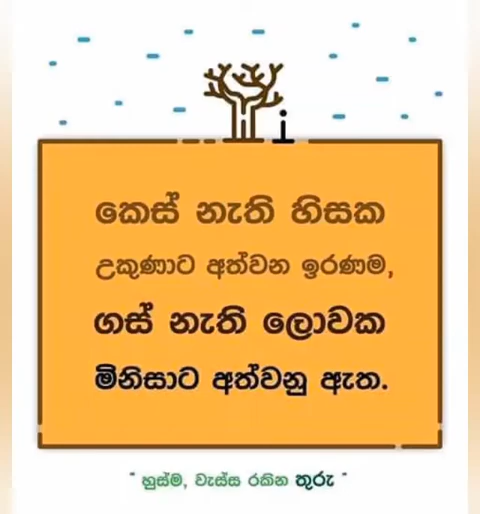 කෙස් නැති හිසක
උකුණාට අත්වන ඉරණම,
ගස් නැති ලොවක
මිනිසාට අත්වනු ඇත.
" හුස්ම, වැස්ස රකින තුරු "